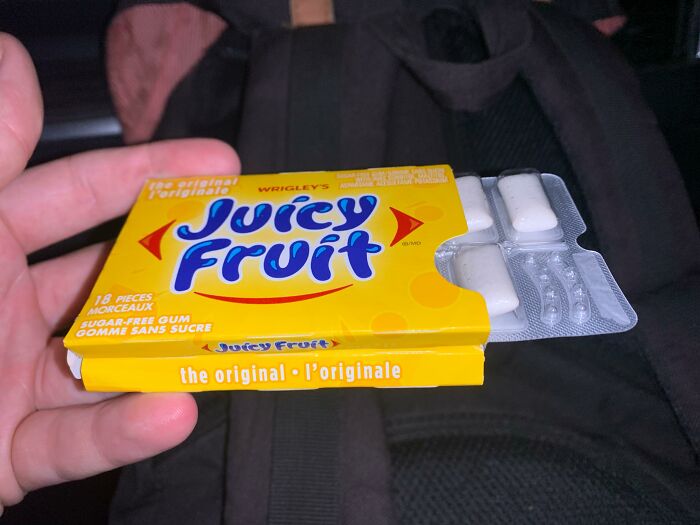 the original
l'originale
WRIGLEY'S
Juicy
Fruit
®/MD
18 PIECES
MORCEAUX
SUGAR-FREE GUM
GOMME SANS SUCRE
Juicy Fruit
the original • l'originale